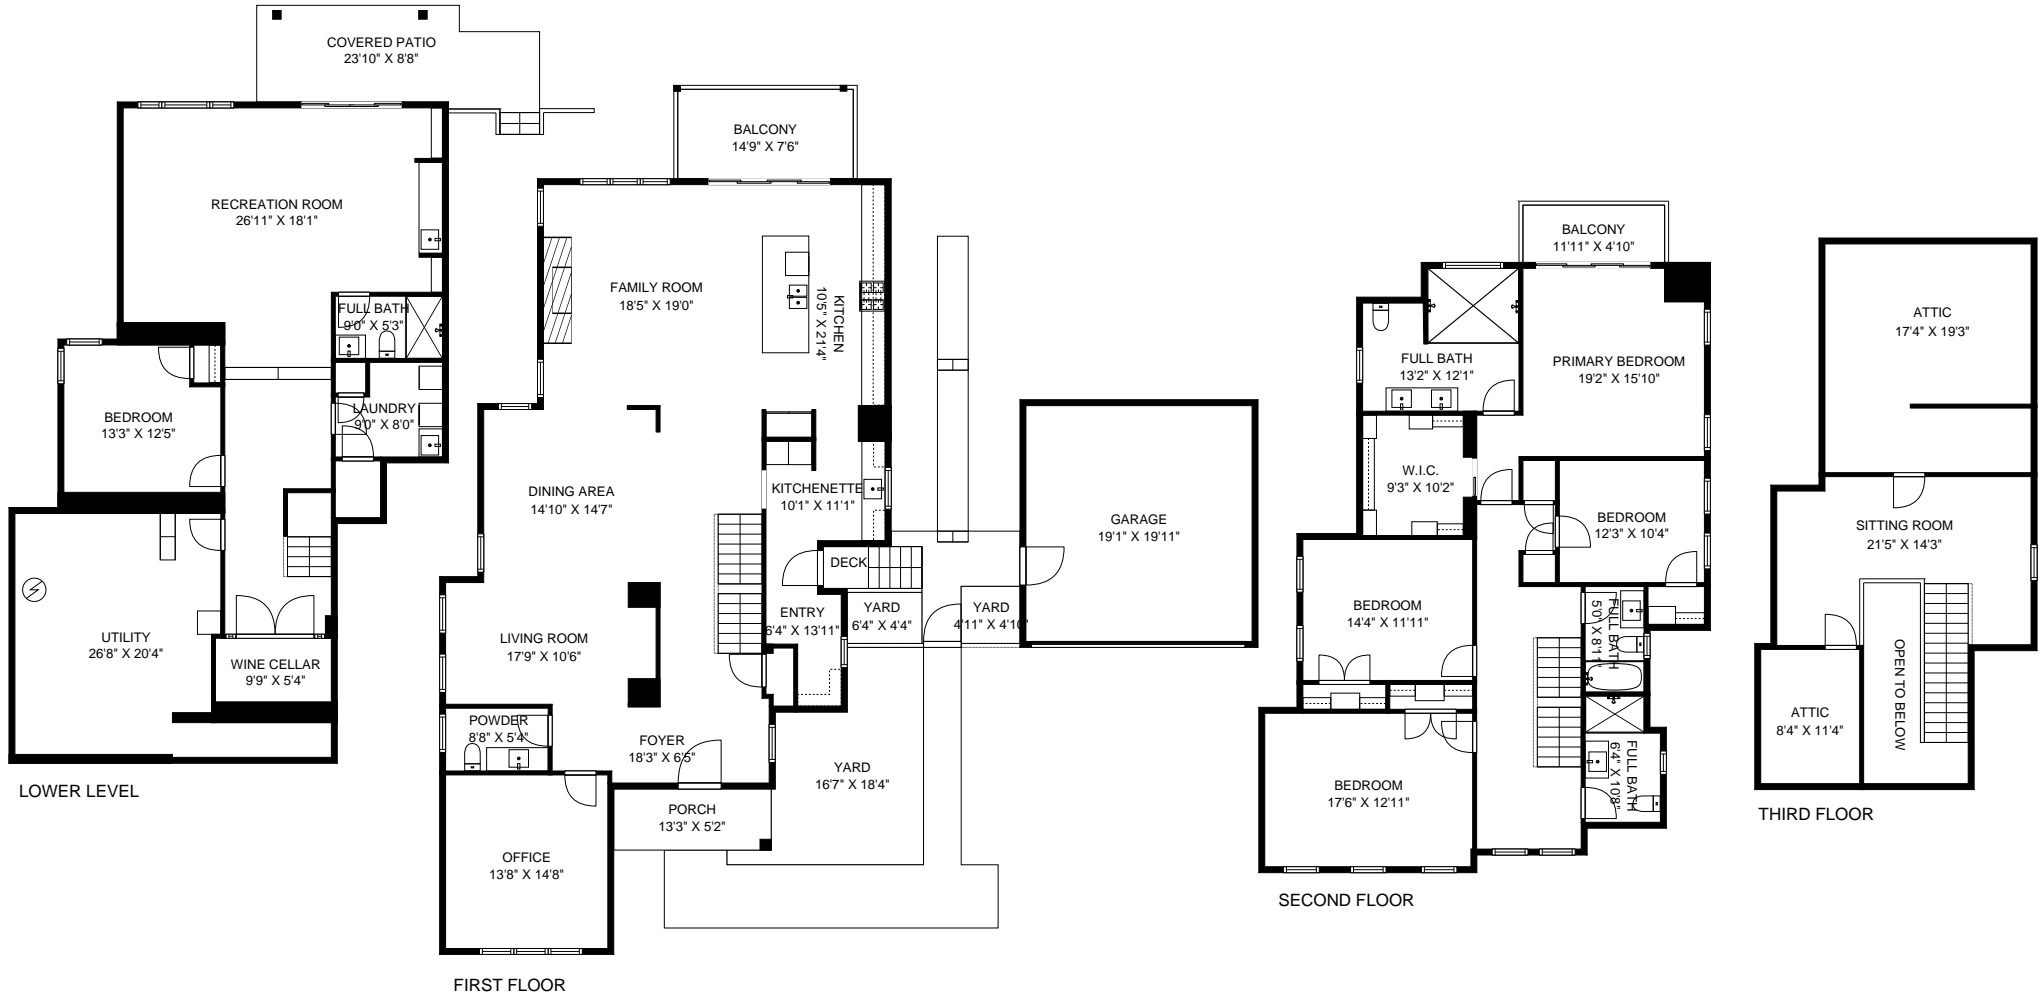 COVERED PATIO
23'10" X 8'8"
RECREATION ROOM
26'11" X 18'1"
FULL BATH
9'0" X 5'3"
BEDROOM
13'3" X 12'5"
LAUNDRY
9'0" X 8'0"
UTILITY
26'8" X 20'4"
WINE CELLAR
9'9" X 5'4"
LOWER LEVEL
BALCONY
14'9" X 7'6"
FAMILY ROOM
18'5" X 19'0"
KITCHEN
10'5" X 21'4"
DINING AREA
14'10" X 14'7"
KITCHENETTE
10'1" X 11'1"
DECK
ENTRY
6'4" X 13'11"
YARD
6'4" X 4'4"
YARD
4'11" X 4'10"
GARAGE
19'1" X 19'11"
LIVING ROOM
17'9" X 10'6"
POWDER
8'8" X 5'4"
FOYER
18'3" X 6'5"
YARD
16'7" X 18'4"
PORCH
13'3" X 5'2"
OFFICE
13'8" X 14'8"
FIRST FLOOR
BALCONY
11'11" X 4'10"
FULL BATH
13'2" X 12'1"
PRIMARY BEDROOM
19'2" X 15'10"
W.I.C.
9'3" X 10'2"
BEDROOM
12'3" X 10'4"
BEDROOM
14'4" X 11'11"
FULL BATH
5'0" X 8'11"
FULL BATH
6'4" X 10'8"
BEDROOM
17'6" X 12'11"
SECOND FLOOR
ATTIC
17'4" X 19'3"
SITTING ROOM
21'5" X 14'3"
OPEN TO BELOW
ATTIC
8'4" X 11'4"
THIRD FLOOR